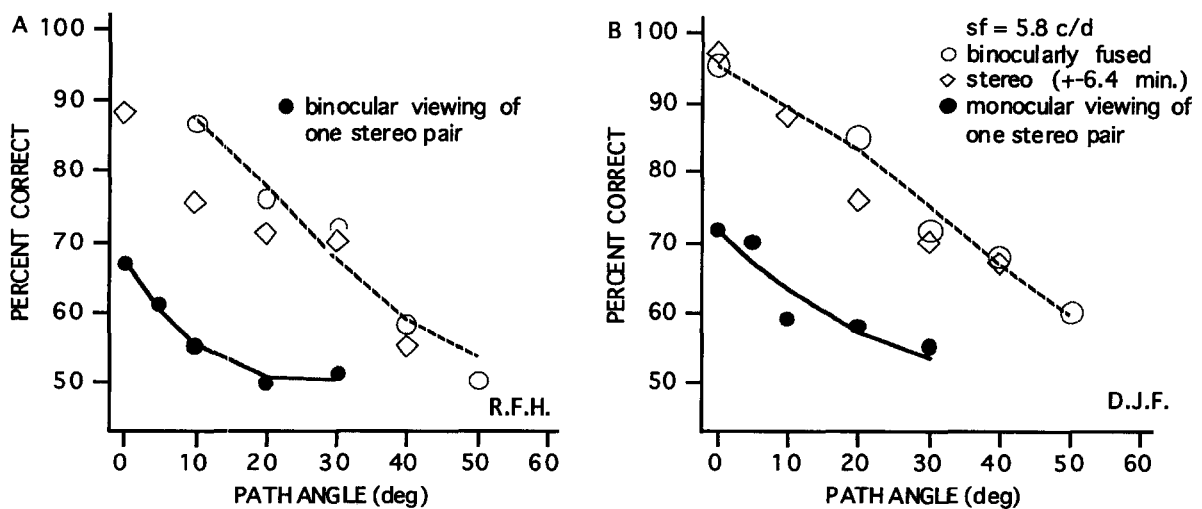 A
100
90
80
70
60
50
PERCENT CORRECT
binocular viewing of
one stereo pair
R.F.H.
0 10 20 30 40 50 60
PATH ANGLE (deg)
B
100
90
80
70
60
50
PERCENT CORRECT
sf = 5.8 c/d
binocularly fused
stereo (+-6.4 min.)
monocular viewing of
one stereo pair
D.J.F.
0 10 20 30 40 50 60
PATH ANGLE (deg)